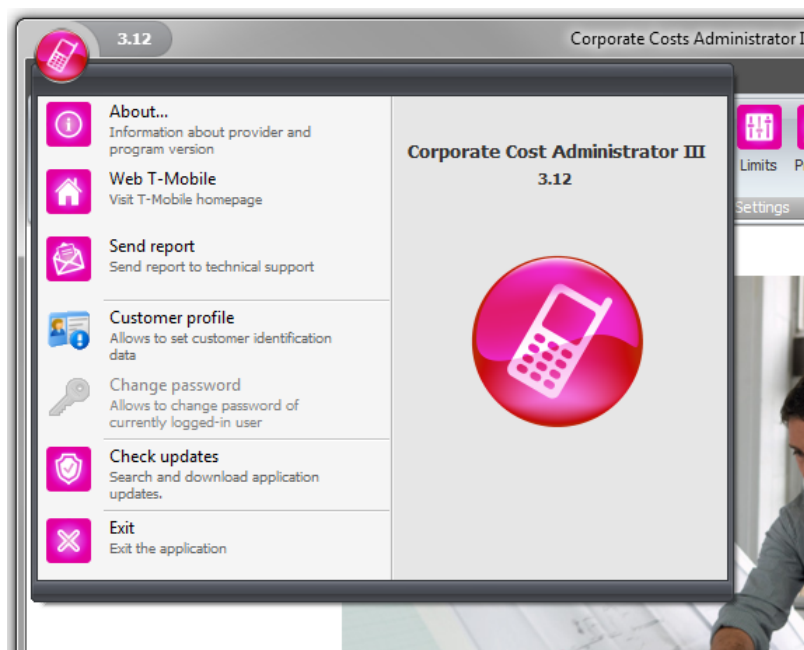 3.12
Corporate Costs Administrator
About...
Information about provider and
program version
Web T-Mobile
Visit T-Mobile homepage
Send report
Send report to technical support
Customer profile
Allows to set customer identification
data
Change password
Allows to change password of
currently logged-in user
Check updates
Search and download application
updates.
Exit
Exit the application
Corporate Cost Administrator III
3.12
Limits
Settings